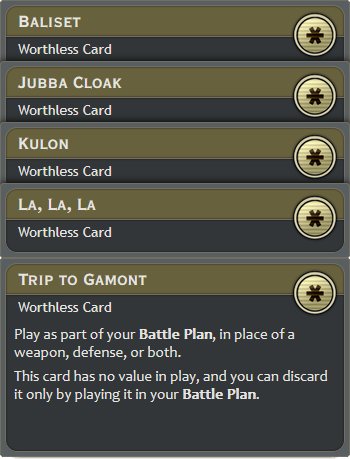 Baliset
Worthless Card
Jubba Cloak
Worthless Card
Kulon
Worthless Card
La, La, La
Worthless Card
Trip to Gamont
Worthless Card
Play as part of your Battle Plan, in place of a
weapon, defense, or both.
This card has no value in play, and you can discard
it only by playing it in your Battle Plan.